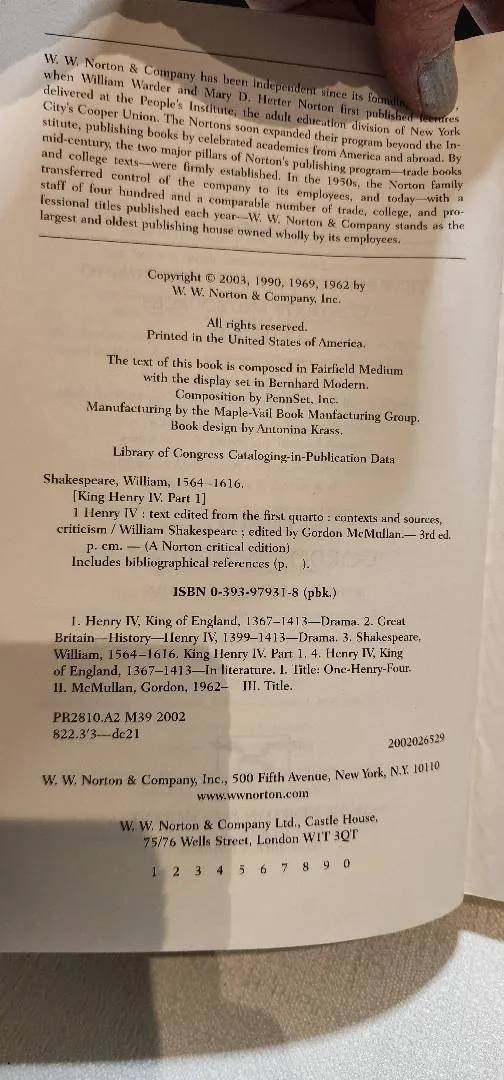 W. W. Norton & Company has been independent since its founding
when William Warder and Mary D. Herter Norton first published lectures
delivered at the People's Institute, the adult education division of New York
City's Cooper Union. The Nortons soon expanded their program beyond the In-
stitute, publishing books by celebrated academics from America and abroad. By
mid-century, the two major pillars of Norton's publishing program—trade books
and college texts—were firmly established. In the 1950s, the Norton family
transferred control of the company to its employees, and today—with a
staff of four hundred and a comparable number of trade, college, and pro-
fessional titles published each year—W. W. Norton & Company stands as the
largest and oldest publishing house owned wholly by its employees.
Copyright © 2003, 1990, 1969, 1962 by
W. W. Norton & Company, Inc.
All rights reserved.
Printed in the United States of America.
The text of this book is composed in Fairfield Medium
with the display set in Bernhard Modern.
Composition by PennSet, Inc.
Manufacturing by the Maple-Vail Book Manfacturing Group.
Book design by Antonina Krass.
Library of Congress Cataloging-in-Publication Data
Shakespeare, William, 1564–1616.
[King Henry IV. Part 1]
1 Henry IV : text edited from the first quarto : contexts and sources,
criticism / William Shakespeare ; edited by Gordon McMullan.— 3rd ed.
p. cm. — (A Norton critical edition)
Includes bibliographical references (p. ).
ISBN 0-393-97931-8 (pbk.)
1. Henry IV, King of England, 1367–1413—Drama. 2. Great
Britain—History—Henry IV, 1399–1413—Drama. 3. Shakespeare,
William, 1564–1616. King Henry IV. Part 1. 4. Henry IV, King
of England, 1367–1413—In literature. I. Title: One-Henry-Four.
II. McMullan, Gordon, 1962– III. Title.
PR2810.A2 M39 2002
822.3'3—dc21
2002026529
W. W. Norton & Company, Inc., 500 Fifth Avenue, New York, N.Y. 10110
www.wwnorton.com
W. W. Norton & Company Ltd., Castle House,
75/76 Wells Street, London W1T 3QT
1 2 3 4 5 6 7 8 9 0